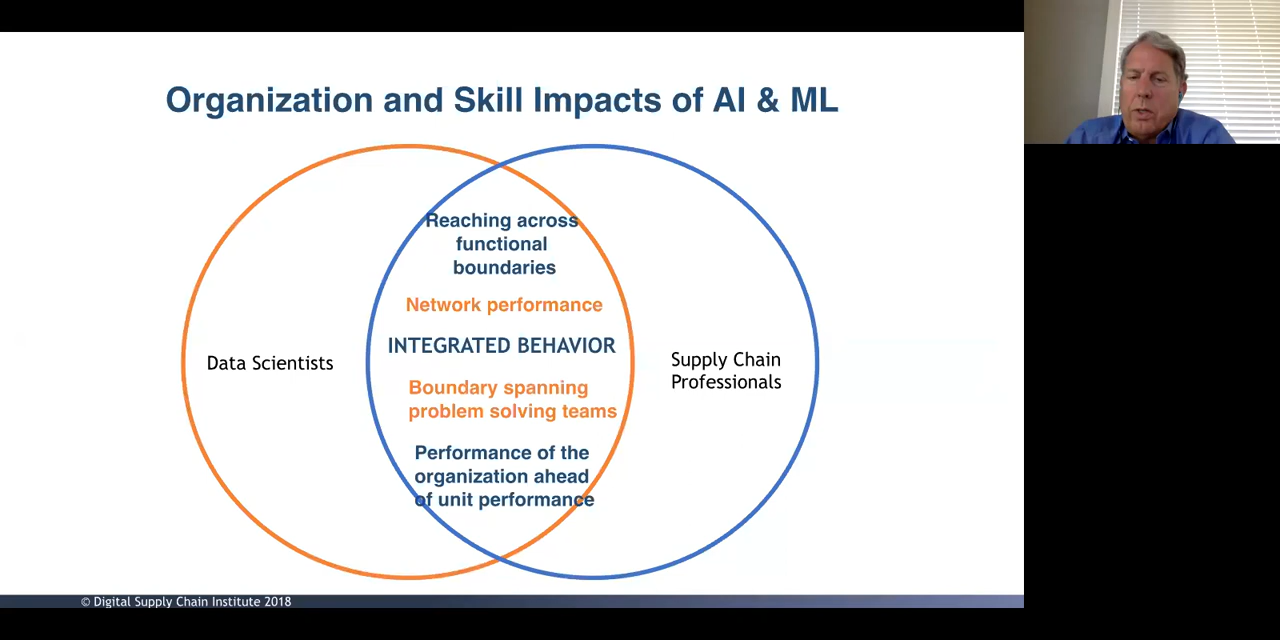 Organization and Skill Impacts of AI & ML
Reaching across
functional
boundaries
Network performance
INTEGRATED BEHAVIOR
Data Scientists
Supply Chain
Professionals
Boundary spanning
problem solving teams
Performance of the
organization ahead
of unit performance
© Digital Supply Chain Institute 2018